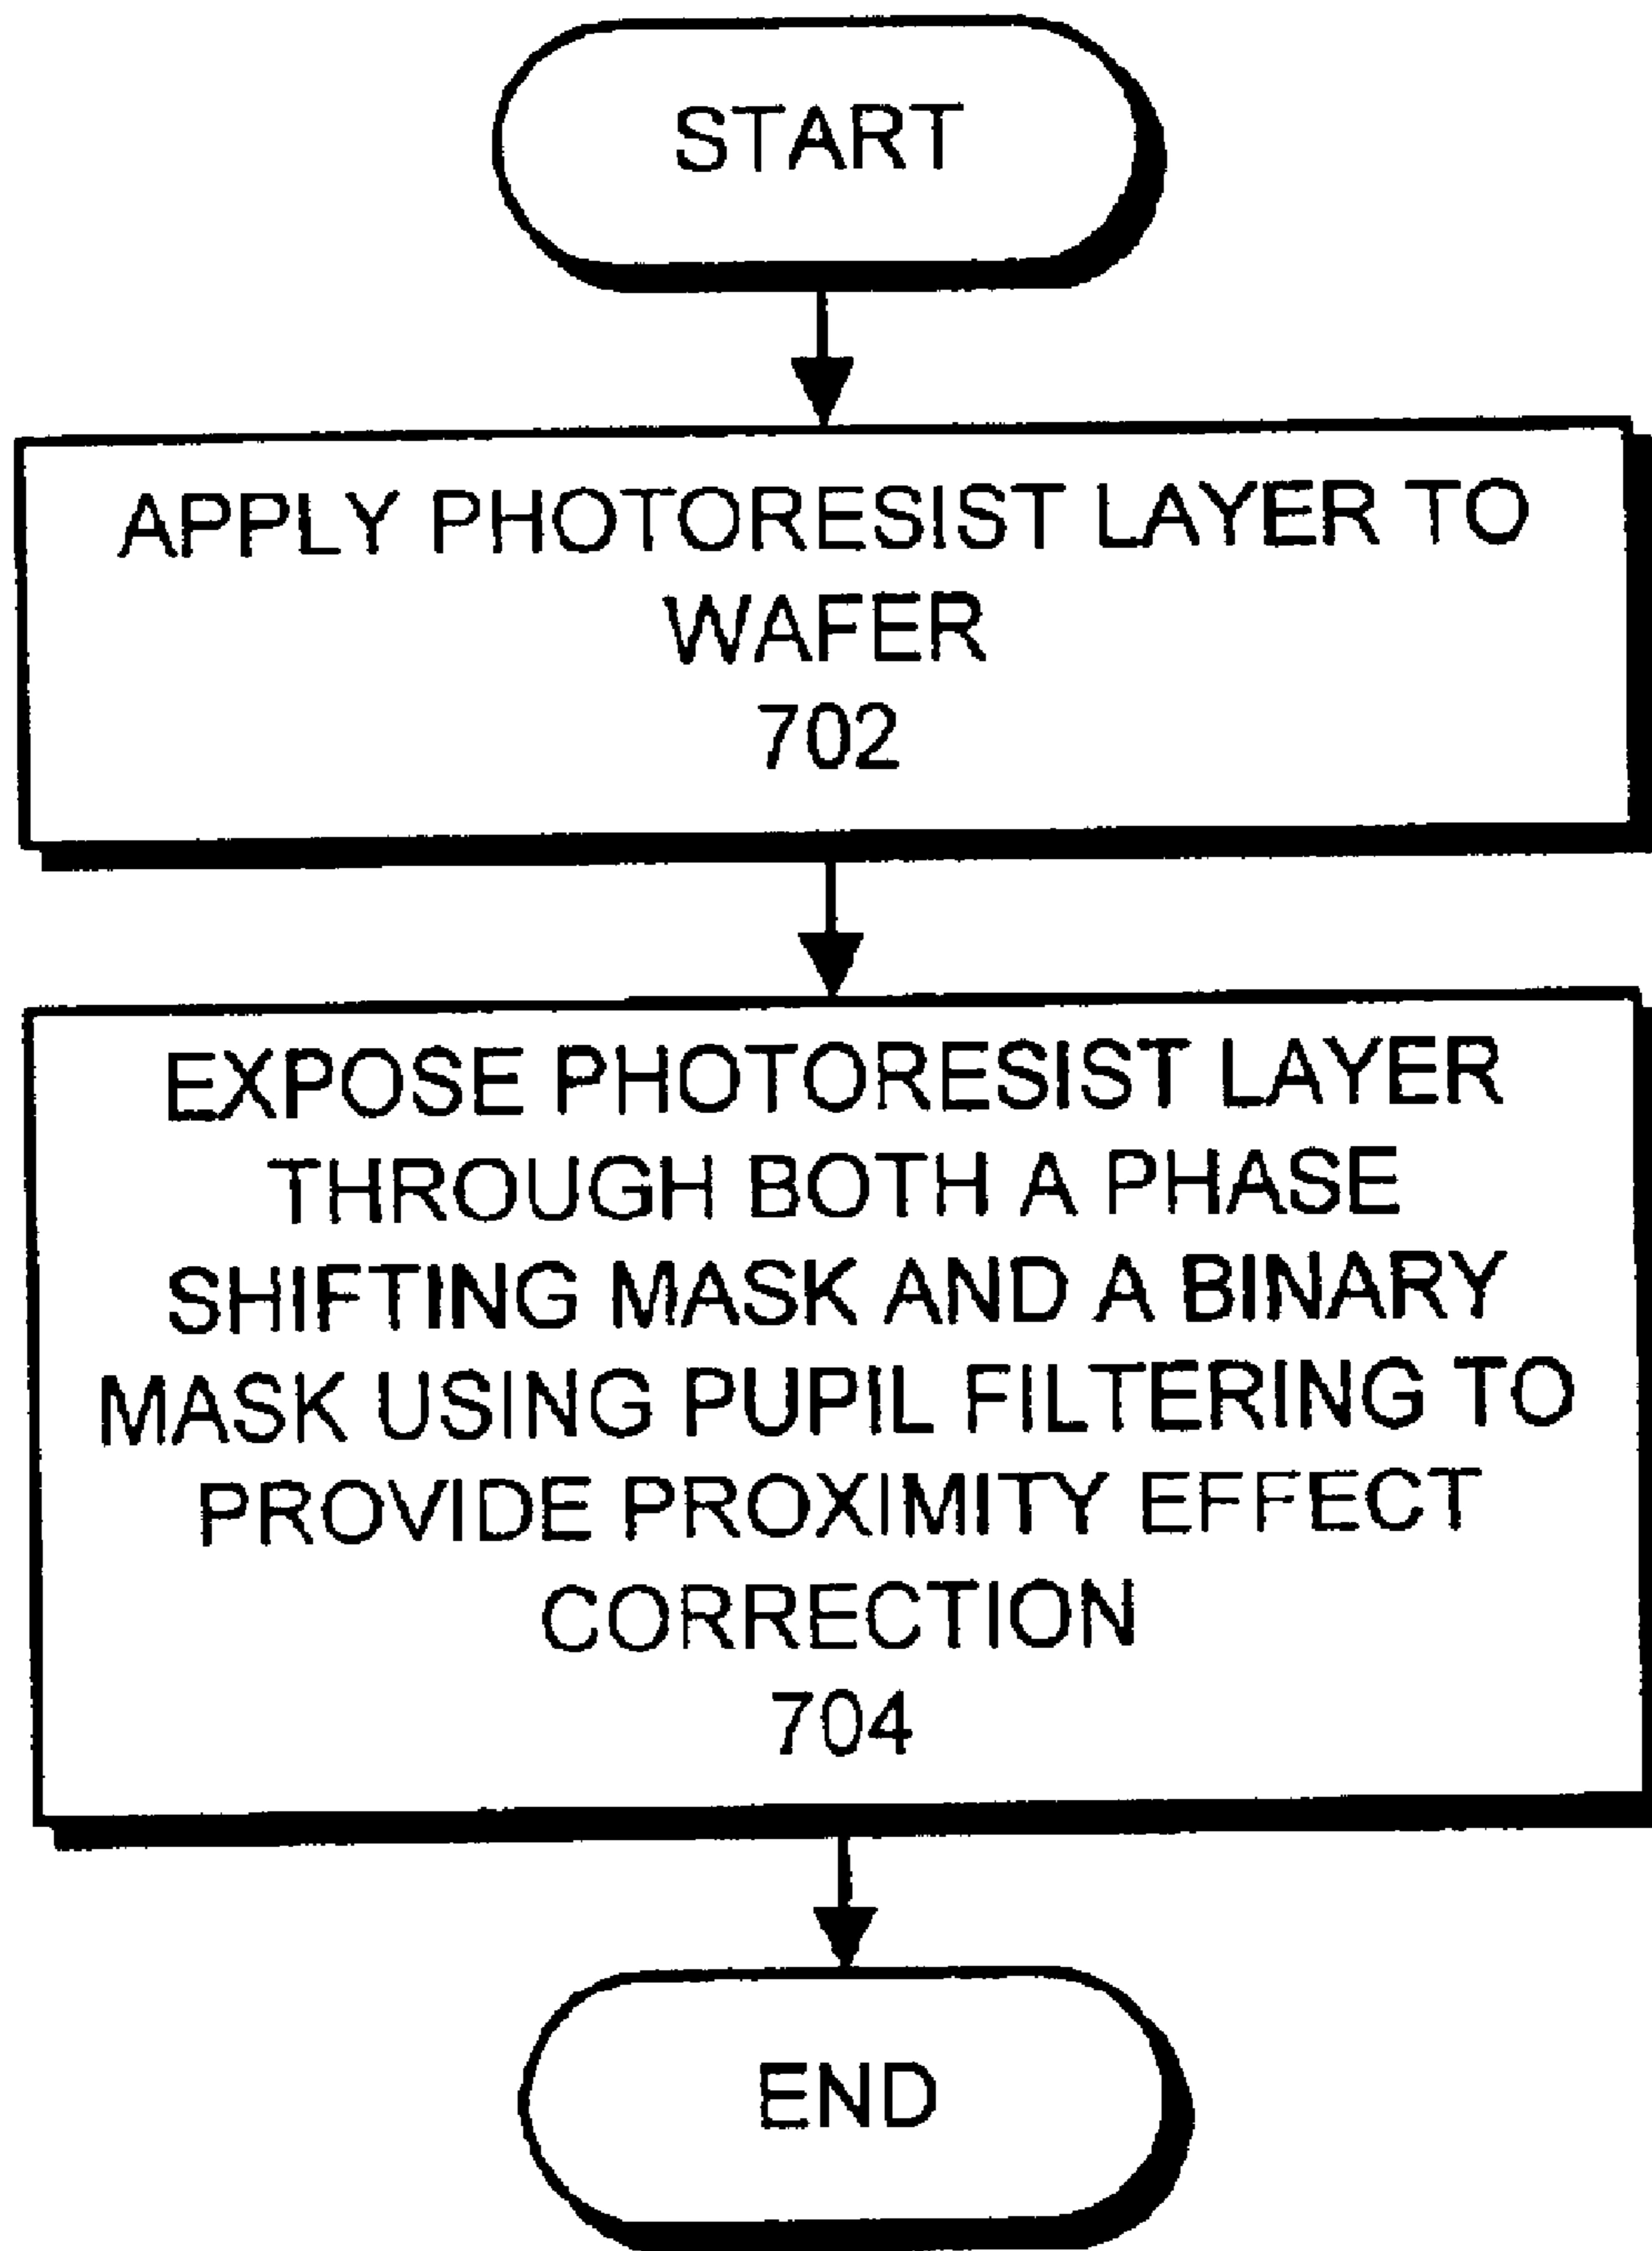 START
APPLY PHOTORESIST LAYER TO
WAFER
702
EXPOSE PHOTORESIST LAYER
THROUGH BOTH A PHASE
SHIFTING MASK AND A BINARY
MASK USING PUPIL FILTERING TO
PROVIDE PROXIMITY EFFECT
CORRECTION
704
END